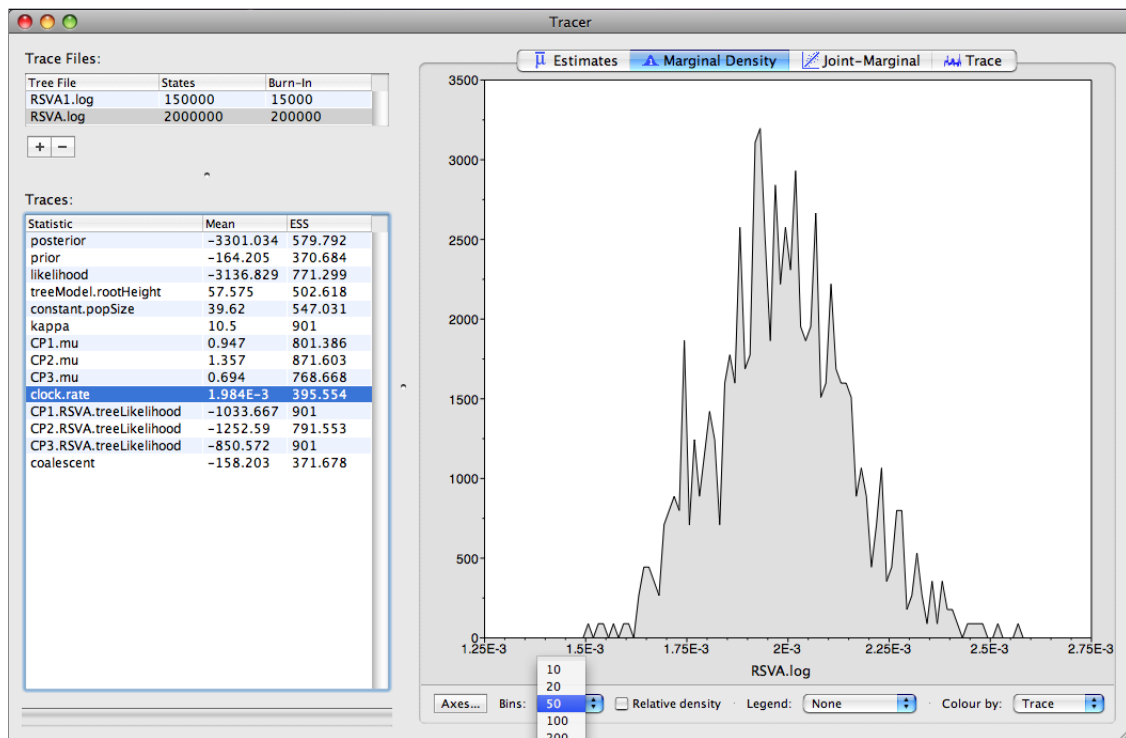 Tracer
Trace Files:
Tree File States Burn-In
RSVA1.log 150000 15000
RSVA.log 2000000 200000
+ −
Traces:
Statistic Mean ESS
posterior -3301.034 579.792
prior -164.205 370.684
likelihood -3136.829 771.299
treeModel.rootHeight 57.575 502.618
constant.popSize 39.62 547.031
kappa 10.5 901
CP1.mu 0.947 801.386
CP2.mu 1.357 871.603
CP3.mu 0.694 768.668
clock.rate 1.984E-3 395.554
CP1.RSVA.treeLikelihood -1033.667 901
CP2.RSVA.treeLikelihood -1252.59 791.553
CP3.RSVA.treeLikelihood -850.572 901
coalescent -158.203 371.678
μ Estimates Marginal Density Joint-Marginal Trace
3500
3000
2500
2000
1500
1000
500
0
1.25E-3 1.5E-3 1.75E-3 2E-3 2.25E-3 2.5E-3 2.75E-3
RSVA.log
Axes... Bins: Relative density Legend: None Colour by: Trace
10
20
50
100
200